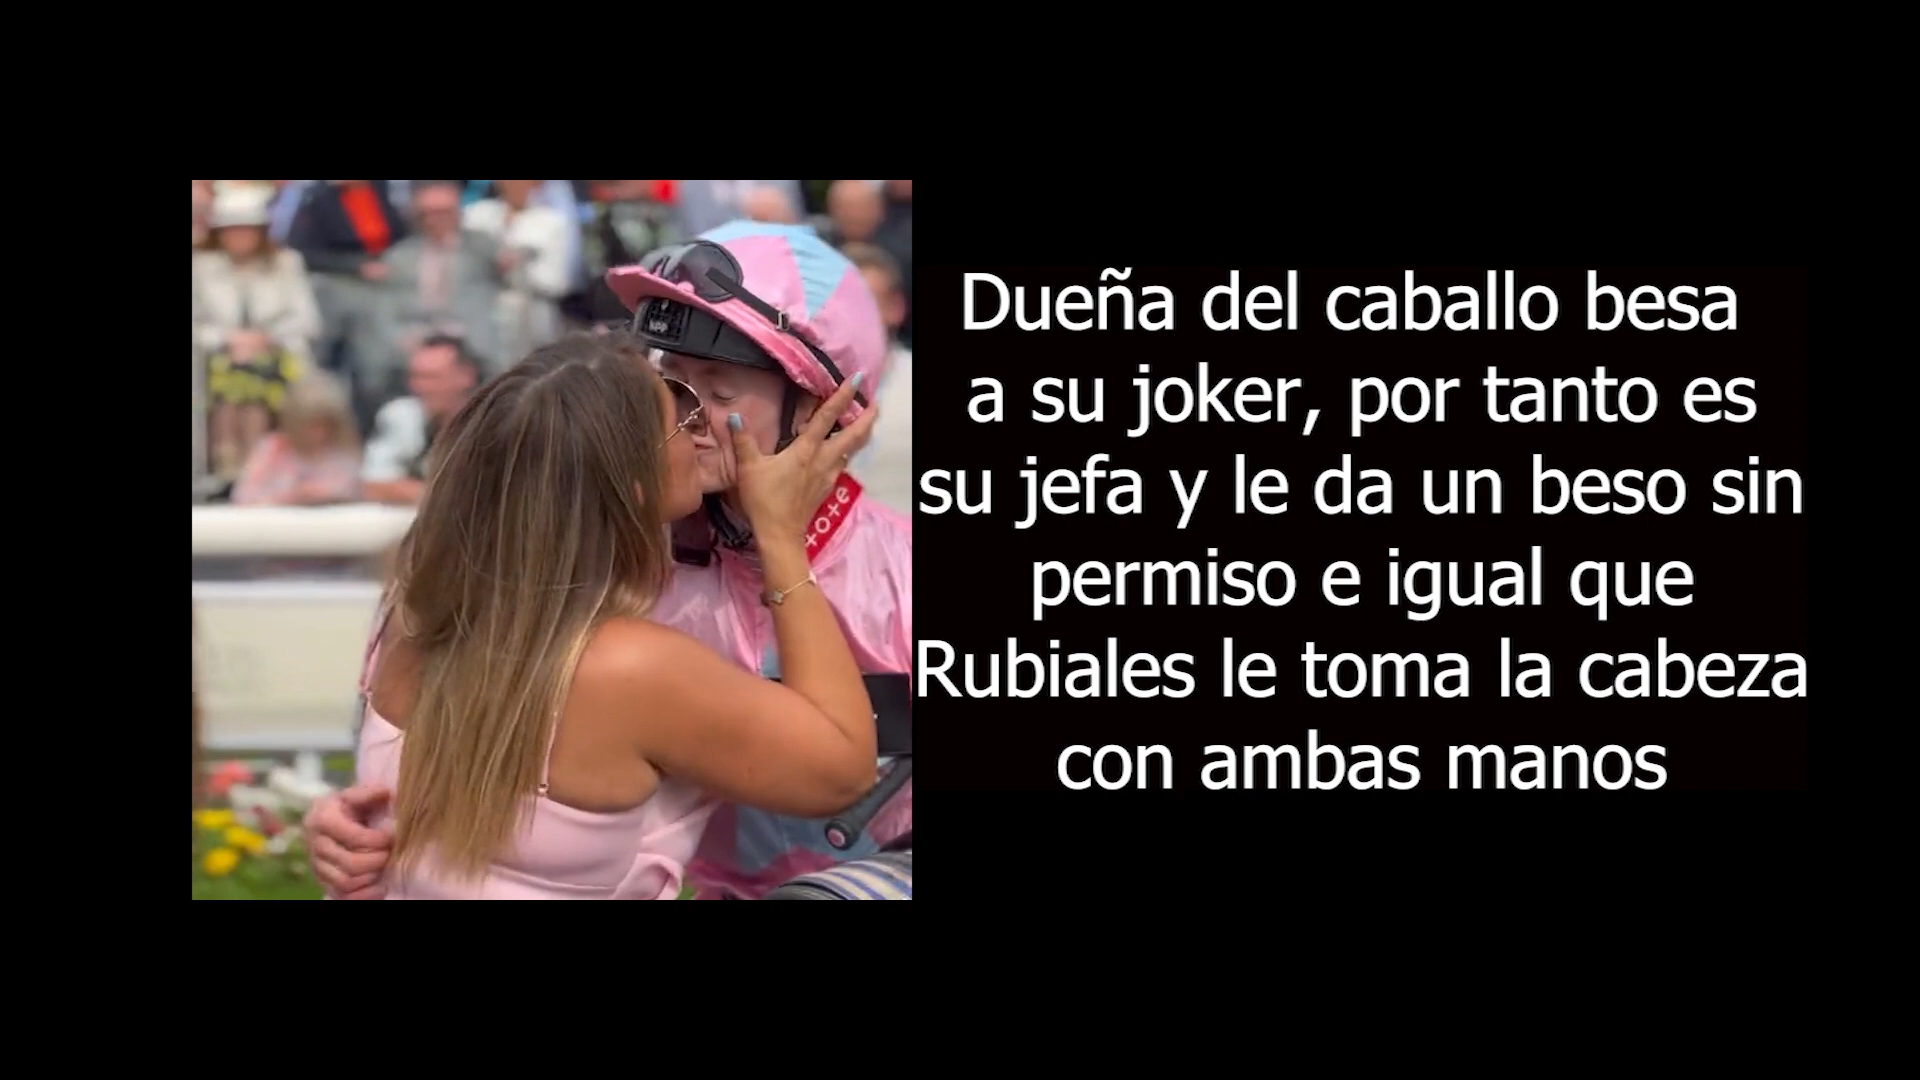 Dueña del caballo besa
a su joker, por tanto es
su jefa y le da un beso sin
permiso e igual que
Rubiales le toma la cabeza
con ambas manos
tote